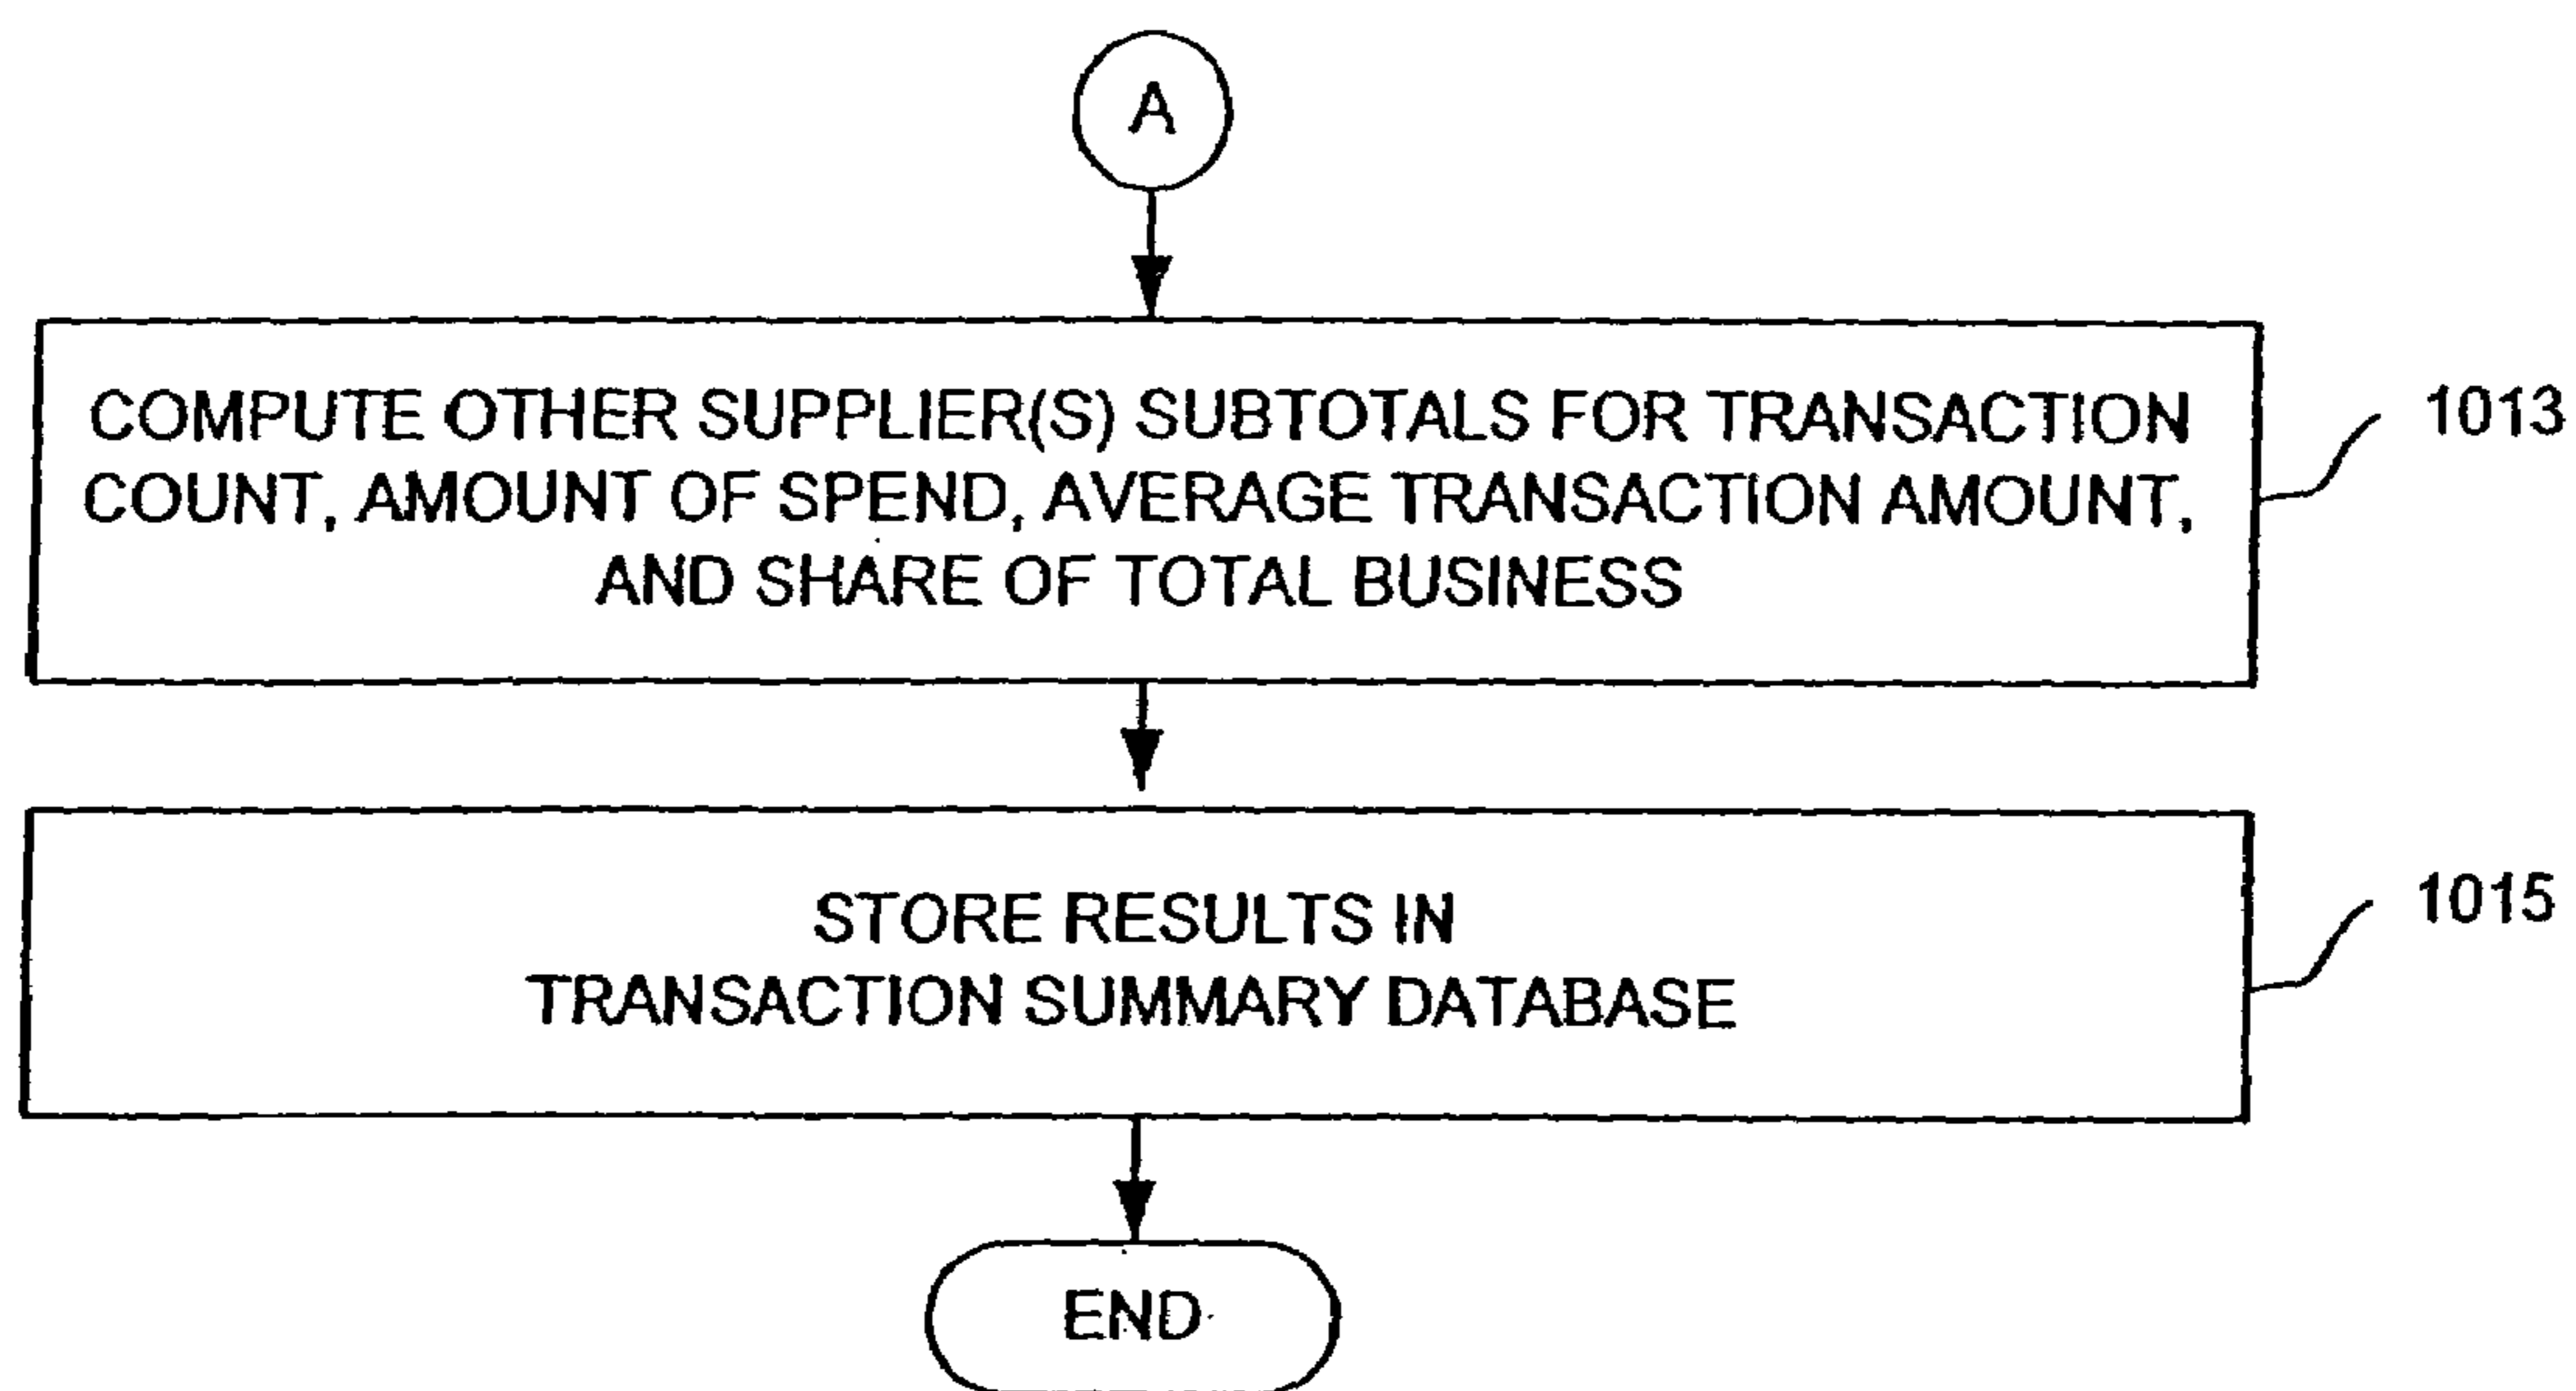 A
COMPUTE OTHER SUPPLIER(S) SUBTOTALS FOR TRANSACTION
COUNT, AMOUNT OF SPEND, AVERAGE TRANSACTION AMOUNT,
AND SHARE OF TOTAL BUSINESS
1013
STORE RESULTS IN
TRANSACTION SUMMARY DATABASE
1015
END